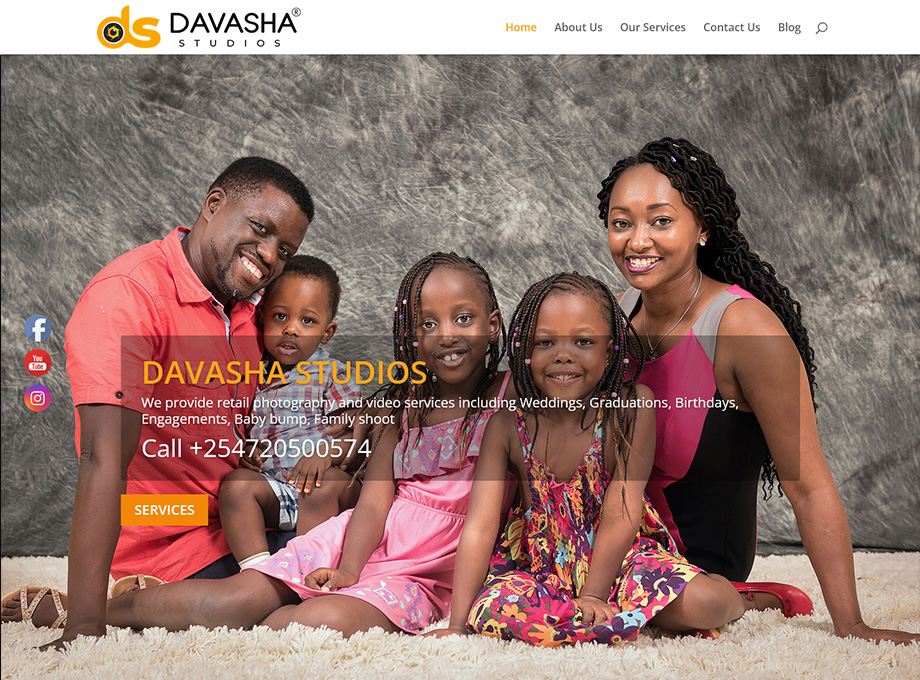 ds DAVASHA®
STUDIOS
Home About Us Our Services Contact Us Blog
You
Tube
DAVASHA STUDIOS
We provide retail photography and video services including Weddings, Graduations, Birthdays,
Engagements, Baby bump, Family shoot
Call +254720500574
SERVICES